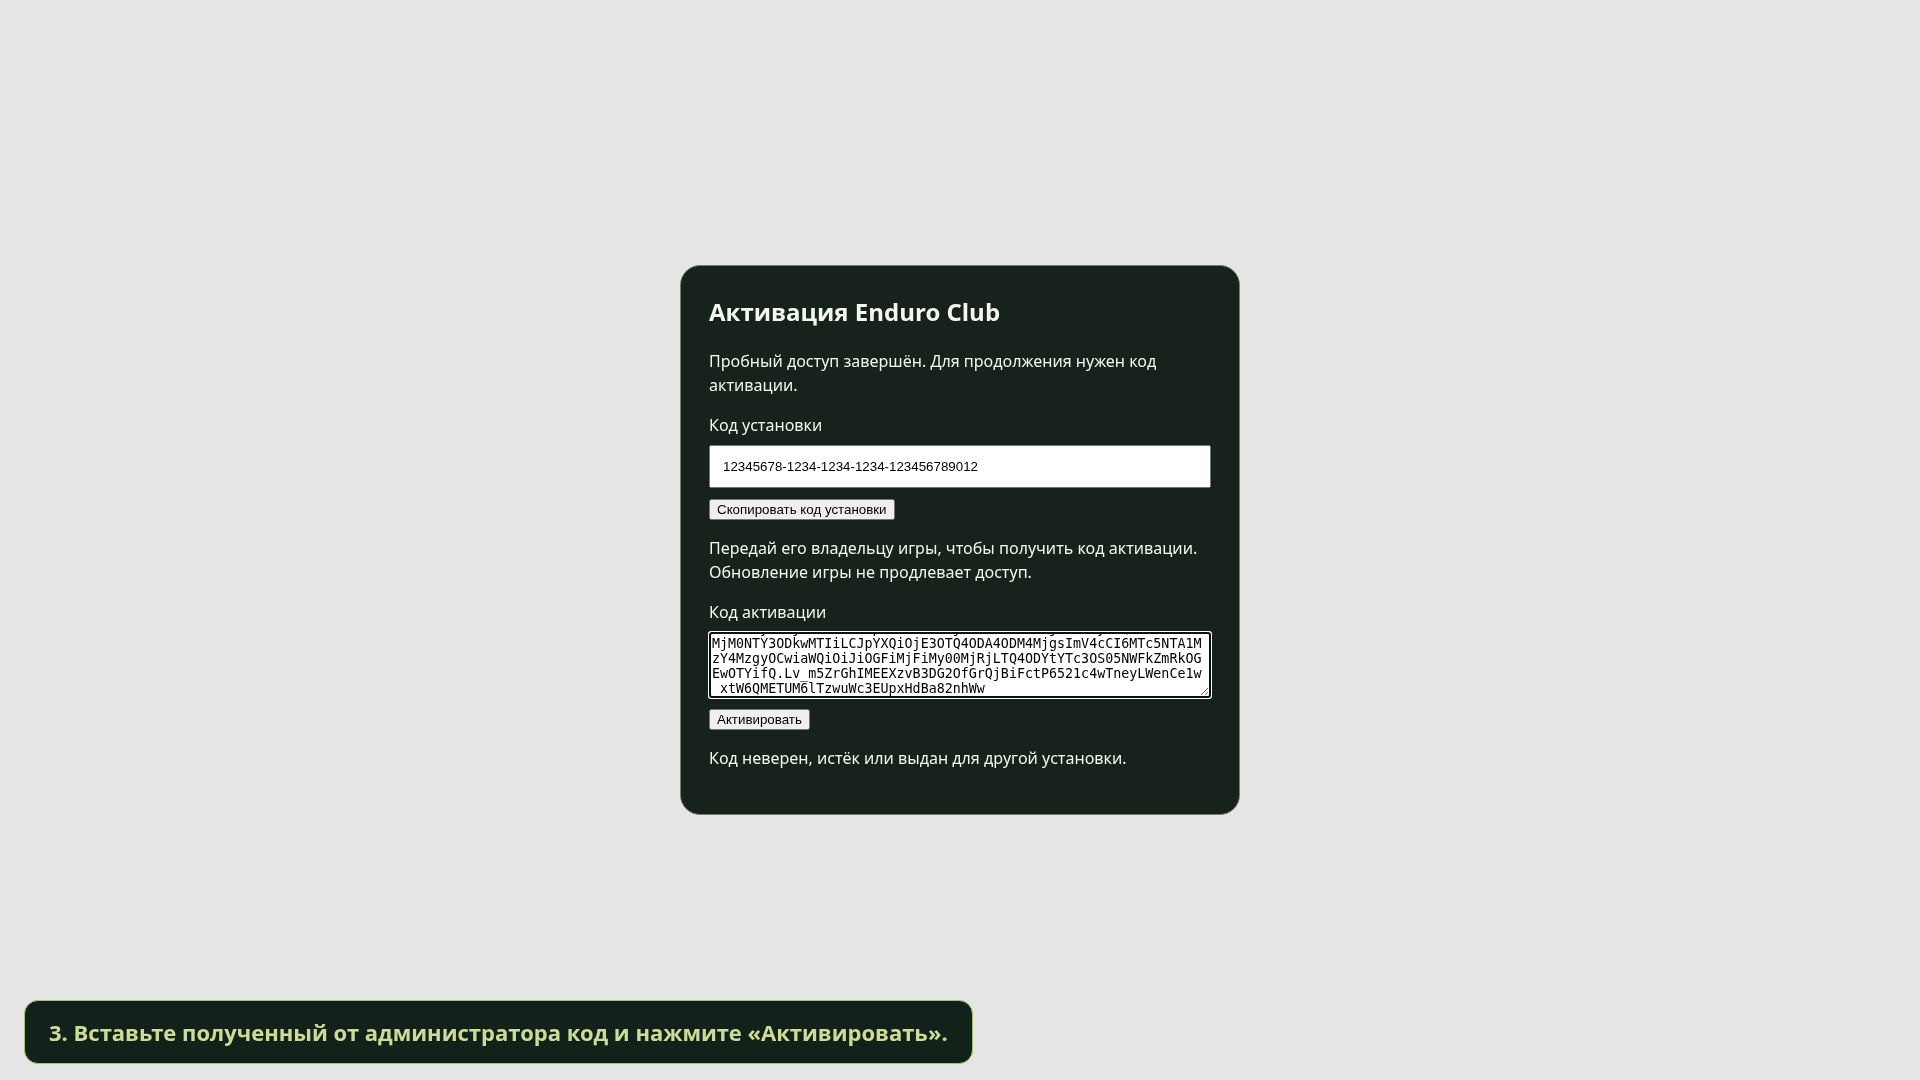 Активация Enduro Club
Пробный доступ завершён. Для продолжения нужен код
активации.
Код установки
12345678-1234-1234-1234-123456789012
Скопировать код установки
Передай его владельцу игры, чтобы получить код активации.
Обновление игры не продлевает доступ.
Код активации
MjM0NTY3ODkwMTIiLCJpYXQiOjE3OTQ4ODA4ODM4MjgsImV4cCI6MTc5NTA1M
zY4MzgyOCwiaWQiOiJiOGFiMjFiMy00MjRjLTQ4ODYtYTc3OS05NWFkZmRkOG
EwOTYifQ.Lv_m5ZrGhIMEEXzvB3DG2OfGrQjBiFctP6521c4wTneyLWenCe1w
_xtW6QMETUM6lTzwuWc3EUpxHdBa82nhWw
Активировать
Код неверен, истёк или выдан для другой установки.
3. Вставьте полученный от администратора код и нажмите «Активировать».